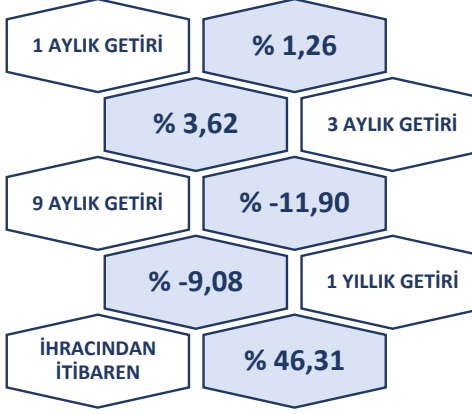 1 AYLIK GETİRİ
% 1,26
% 3,62
3 AYLIK GETİRİ
9 AYLIK GETİRİ
% -11,90
% -9,08
1 YILLIK GETİRİ
İHRACINDAN
İTİBAREN
% 46,31